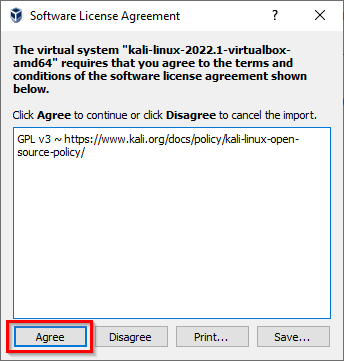 Software License Agreement
The virtual system "kali-linux-2022.1-virtualbox-
amd64" requires that you agree to the terms and
conditions of the software license agreement shown
below.
Click Agree to continue or click Disagree to cancel the import.
GPL v3 ~ https://www.kali.org/docs/policy/kali-linux-open-
source-policy/
Agree Disagree Print... Save...